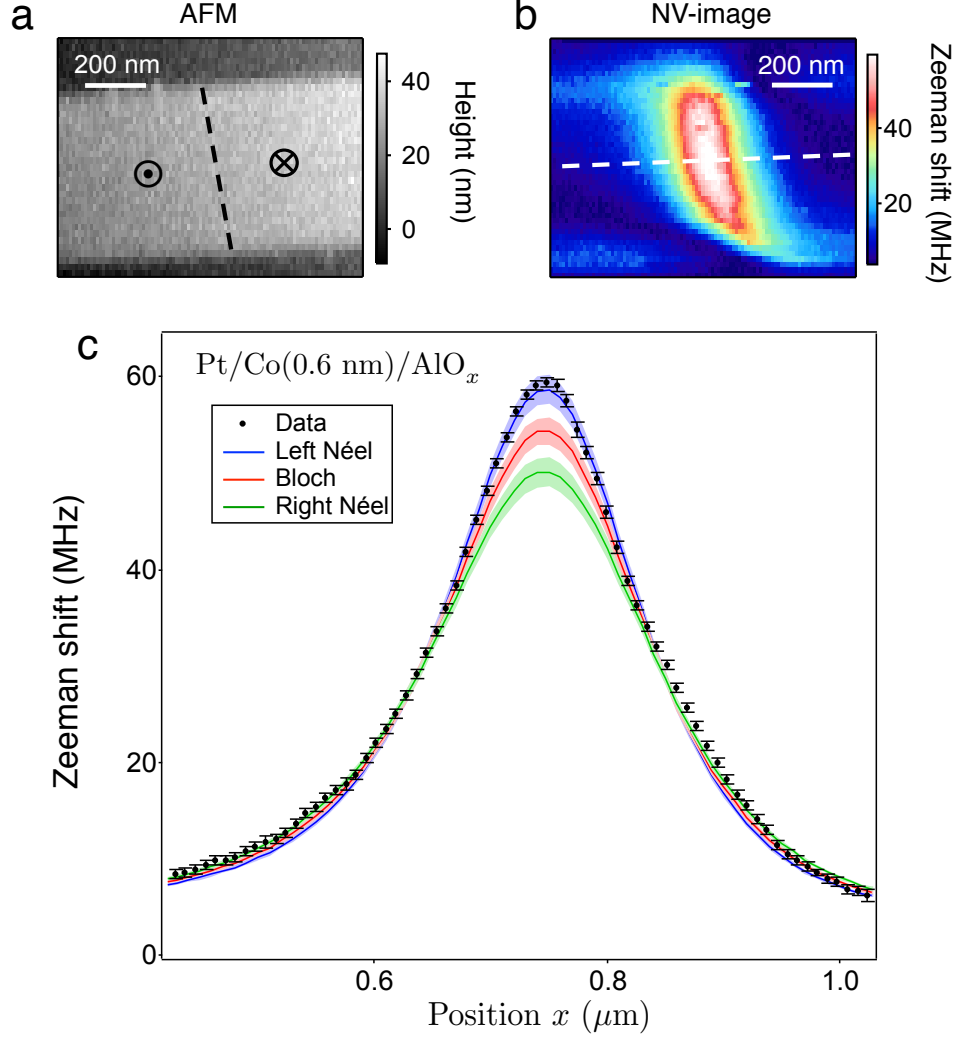 a
AFM
200 nm
40
20
0
Height (nm)
b
NV-image
200 nm
40
20
Zeeman shift (MHz)
c
Pt/Co(0.6 nm)/AlOₓ
Data
Left Néel
Bloch
Right Néel
60
40
20
0
Zeeman shift (MHz)
0.6
0.8
1.0
Position x (μm)